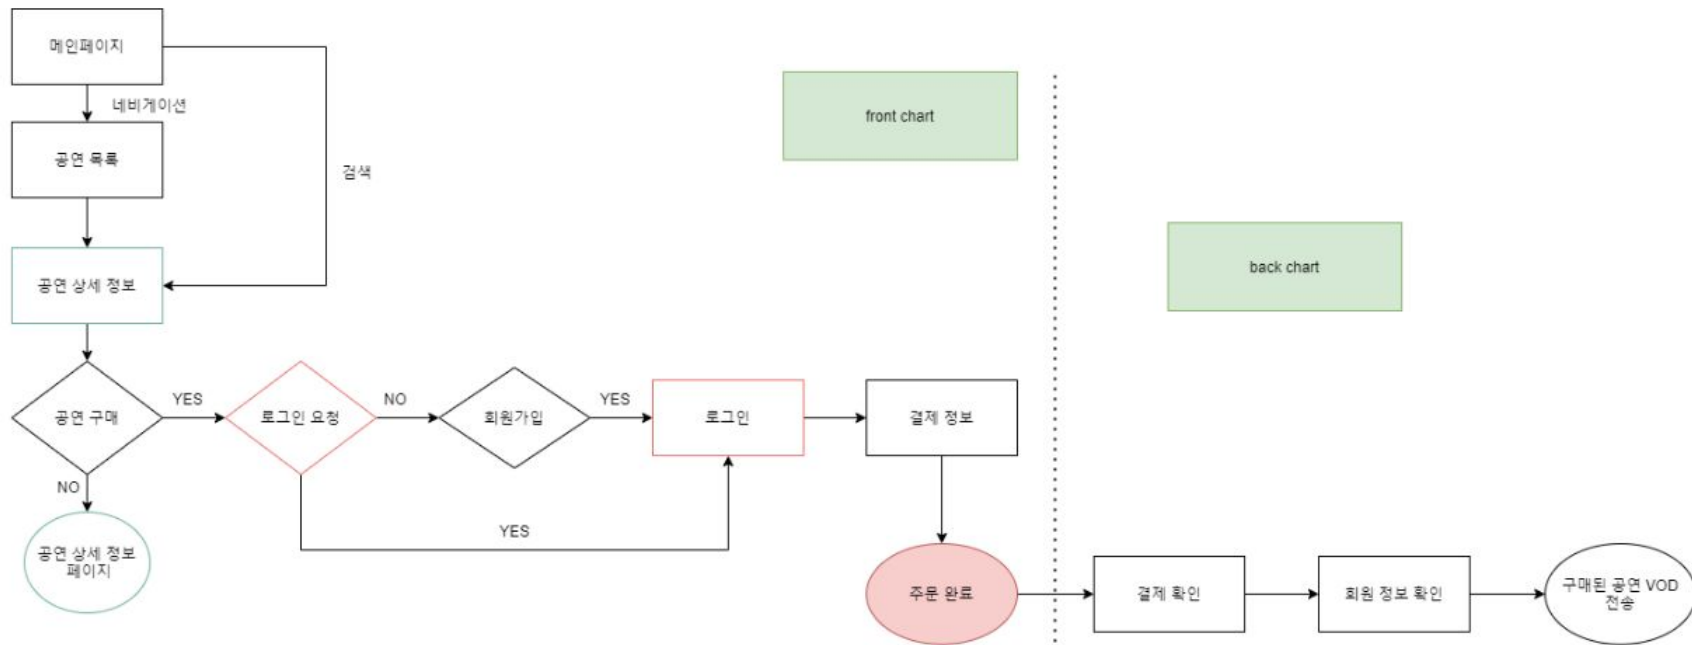 메인페이지
네비게이션
front chart
공연 목록
검색
back chart
공연 상세 정보
공연 구매
YES
로그인 요청
NO
회원가입
YES
로그인
결제 정보
NO
YES
공연 상세 정보
페이지
주문 완료
결제 확인
회원 정보 확인
구매된 공연 VOD
전송